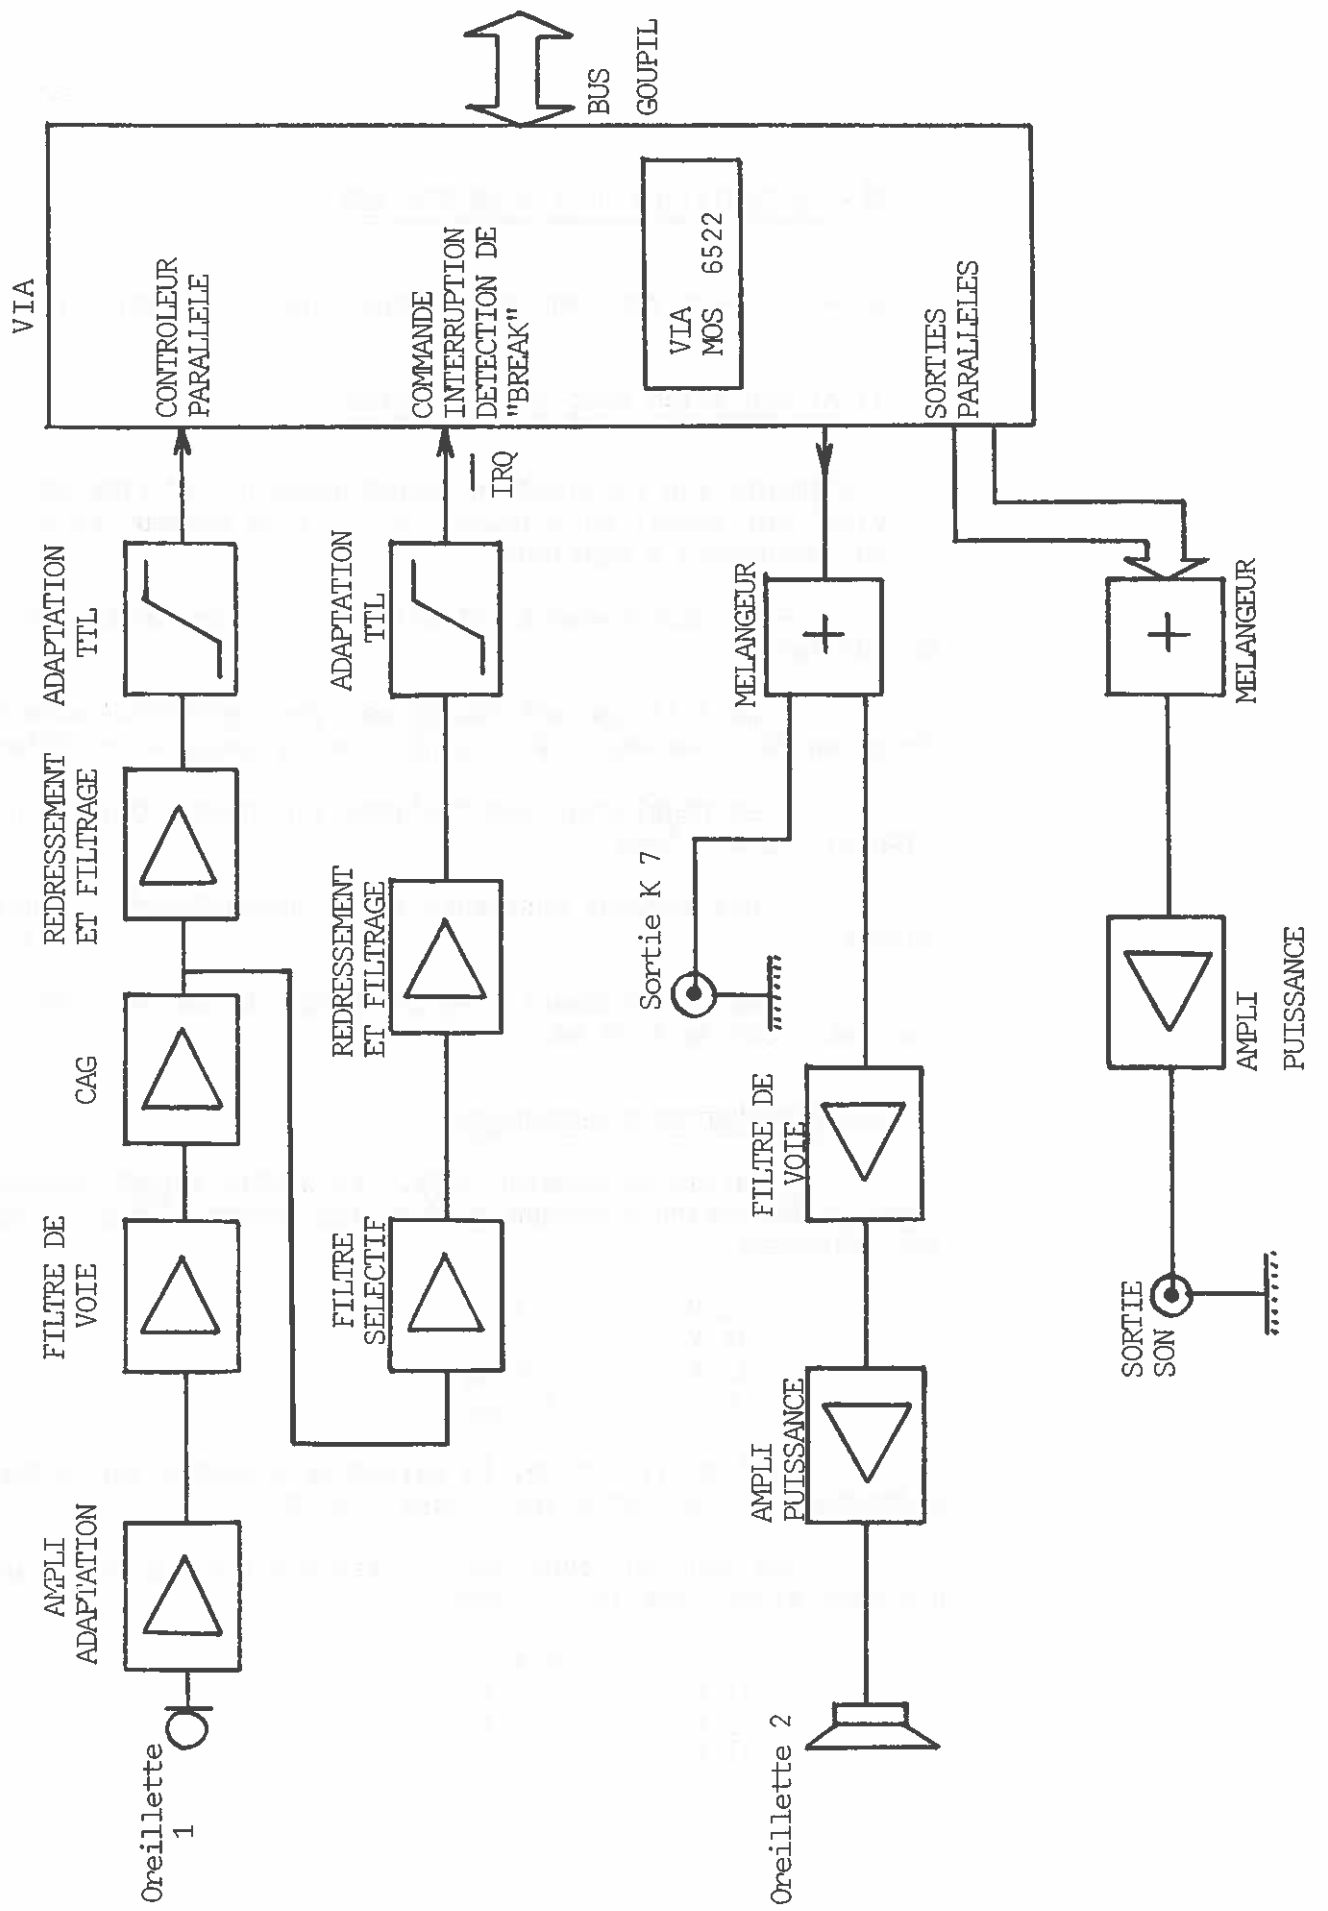 VIA
Oreillette
1
AMPLI
ADAPTATION
FILTRE DE
VOIE
CAG
REDRESSEMENT
ET FILTRAGE
ADAPTATION
TTL
CONTROLEUR
PARALLELE
FILTRE
SELECTIF
REDRESSEMENT
ET FILTRAGE
ADAPTATION
TTL
IRQ
COMMANDE
INTERRUPTION
DETECTION DE
"BREAK"
BUS
GOUPIL
VIA
MOS 6522
Sortie K 7
MELANGEUR
Oreillette 2
AMPLI
PUISSANCE
FILTRE DE
VOIE
SORTIES
PARALLELES
SORTIE
SON
AMPLI
PUISSANCE
MELANGEUR